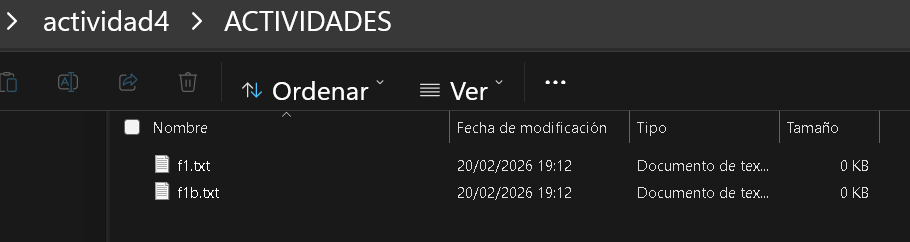 > actividad4 > ACTIVIDADES
Ordenar Ver ...
Nombre Fecha de modificación Tipo Tamaño
f1.txt 20/02/2026 19:12 Documento de tex... 0 KB
f1b.txt 20/02/2026 19:12 Documento de tex... 0 KB